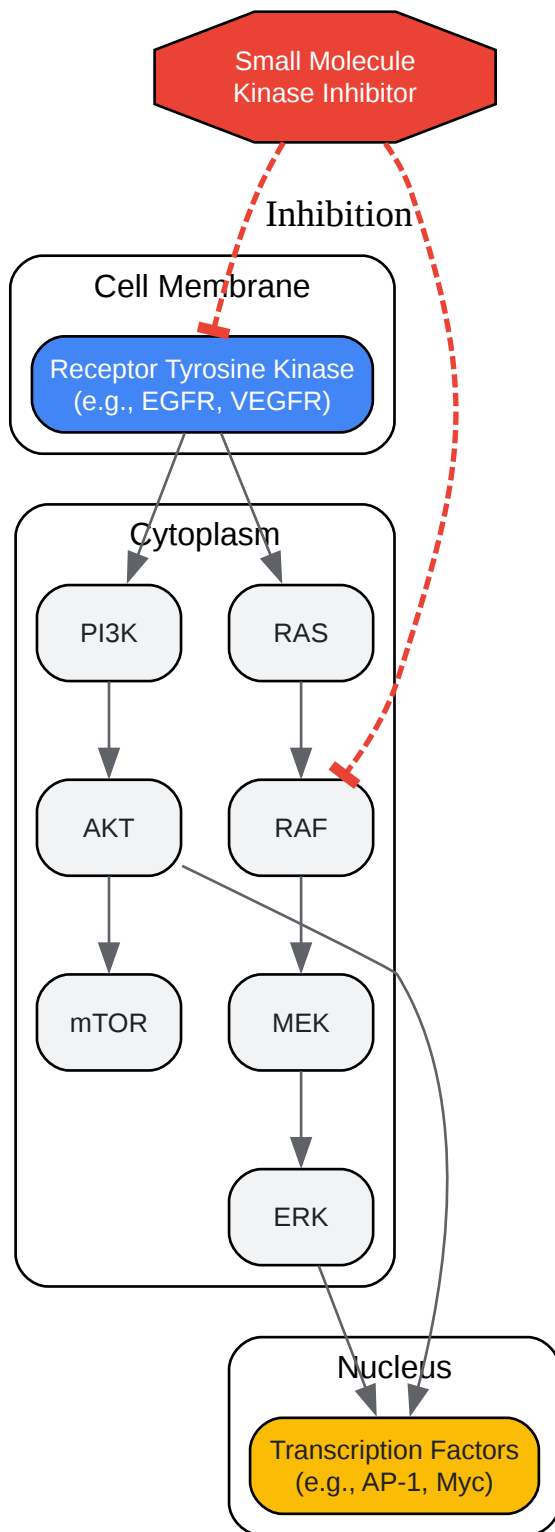 Small Molecule
Kinase Inhibitor
Inhibition
Cell Membrane
Receptor Tyrosine Kinase
(e.g., EGFR, VEGFR)
Cytoplasm
PI3K
RAS
AKT
RAF
mTOR
MEK
ERK
Nucleus
Transcription Factors
(e.g., AP-1, Myc)